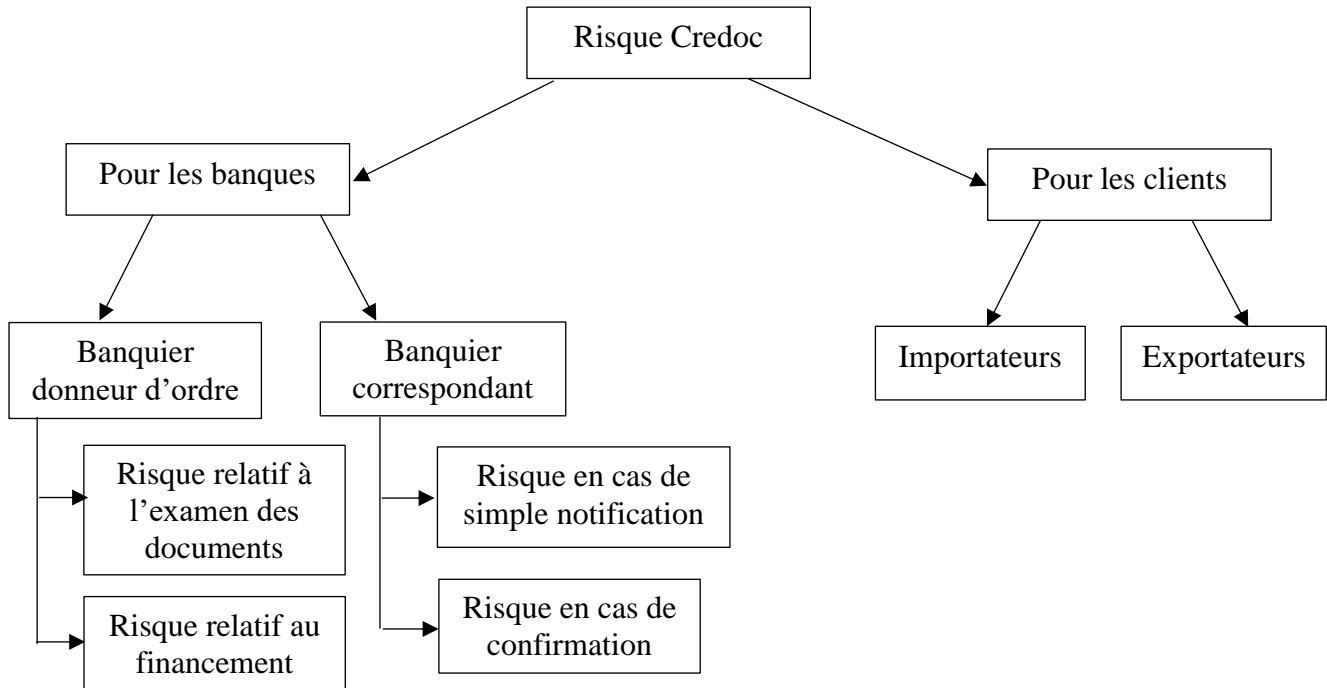 Risque Credoc
Pour les banques
Pour les clients
Banquier
donneur d’ordre
Banquier
correspondant
Importateurs
Exportateurs
Risque relatif à
l’examen des
documents
Risque en cas de
simple notification
Risque relatif au
financement
Risque en cas de
confirmation